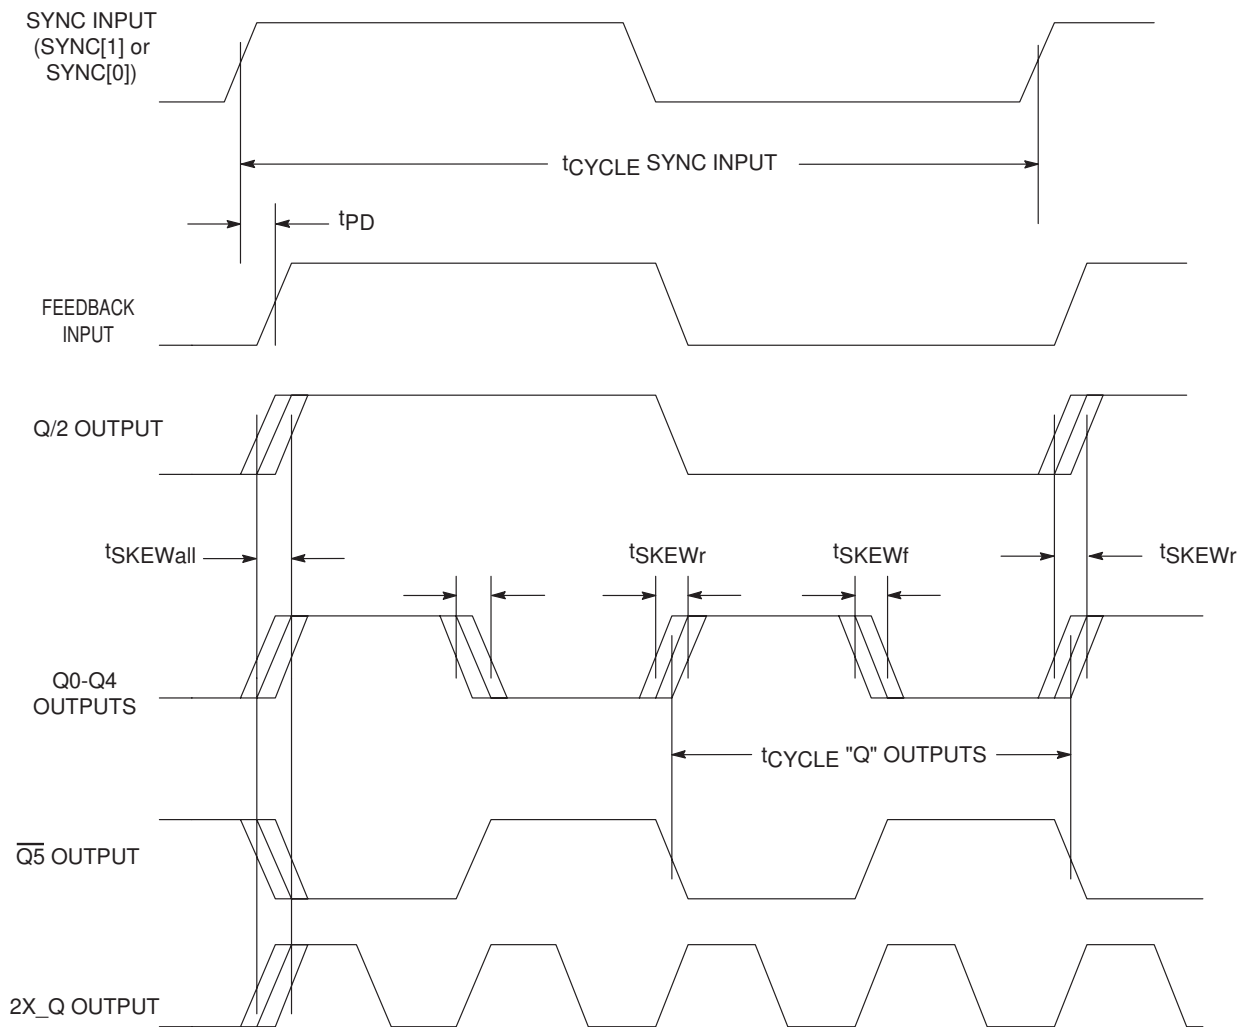 SYNC INPUT
(SYNC[1] or
SYNC[0])
tCYCLE SYNC INPUT
tPD
FEEDBACK
INPUT
Q/2 OUTPUT
tSKEWall
tSKEWr
tSKEWf
tSKEWr
Q0-Q4
OUTPUTS
tCYCLE "Q" OUTPUTS
Q̅5̅ OUTPUT
2X_Q OUTPUT